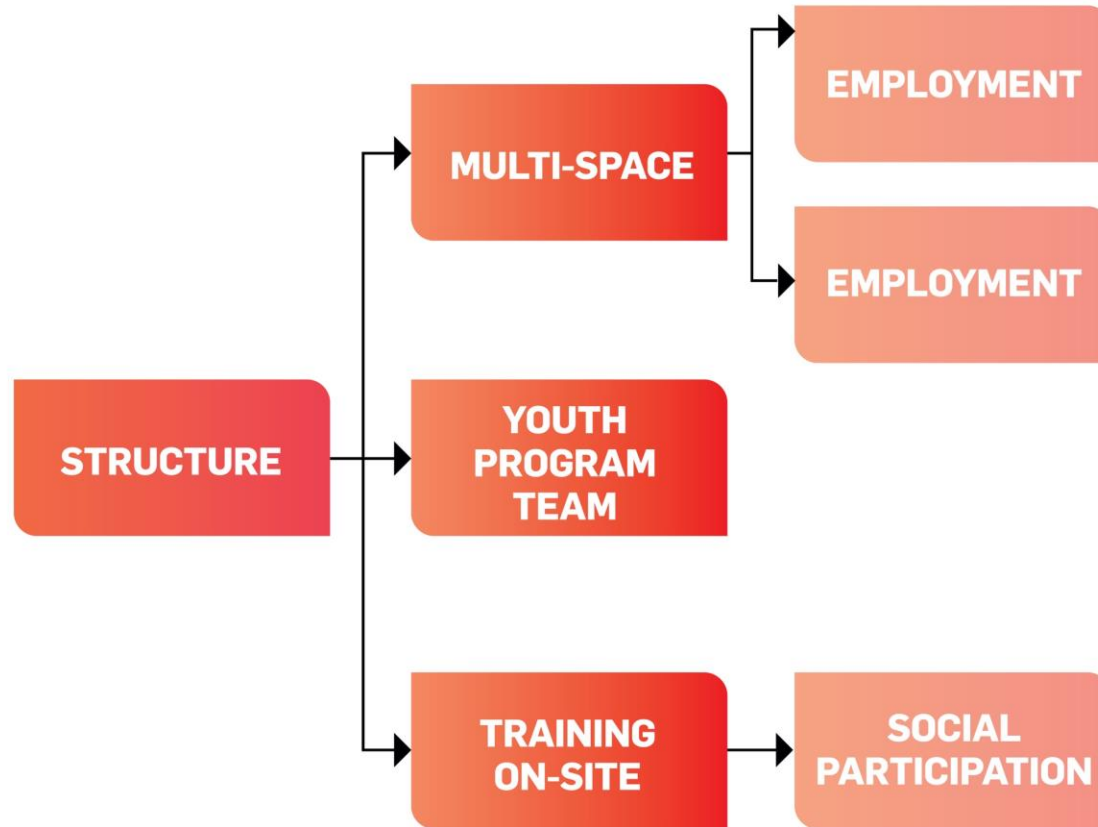 EMPLOYMENT
MULTI-SPACE
EMPLOYMENT
STRUCTURE
YOUTH
PROGRAM
TEAM
TRAINING
ON-SITE
SOCIAL
PARTICIPATION